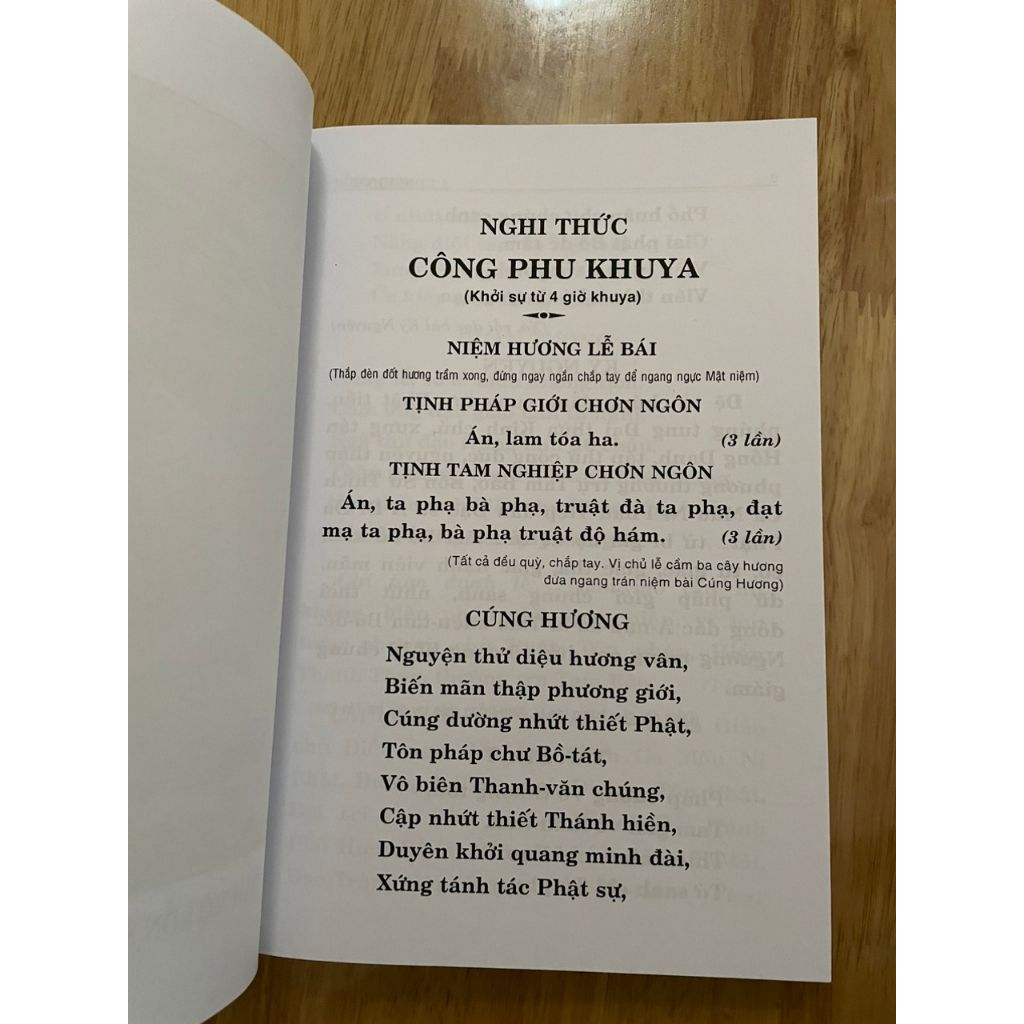 NGHI THỨC
CÔNG PHU KHUYA
(Khởi sự từ 4 giờ khuya)
NIỆM HƯƠNG LỄ BÁI
(Thắp đèn đốt hương trầm xong, đứng ngay ngắn chắp tay để ngang ngực Mật niệm)
TỊNH PHÁP GIỚI CHƠN NGÔN
Án, lam tóa ha. (3 lần)
TỊNH TAM NGHIỆP CHƠN NGÔN
Án, ta phạ bà phạ, truật đà ta phạ, đạt
mạ ta phạ, bà phạ truật độ hám. (3 lần)
(Tất cả đều quỳ, chắp tay. Vị chủ lễ cầm ba cây hương
đưa ngang trán niệm bài Cúng Hương)
CÚNG HƯƠNG
Nguyện thử diệu hương vân,
Biến mãn thập phương giới,
Cúng dường nhứt thiết Phật,
Tôn pháp chư Bồ-tát,
Vô biên Thanh-văn chúng,
Cập nhứt thiết Thánh hiền,
Duyên khởi quang minh đài,
Xứng tánh tác Phật sự,